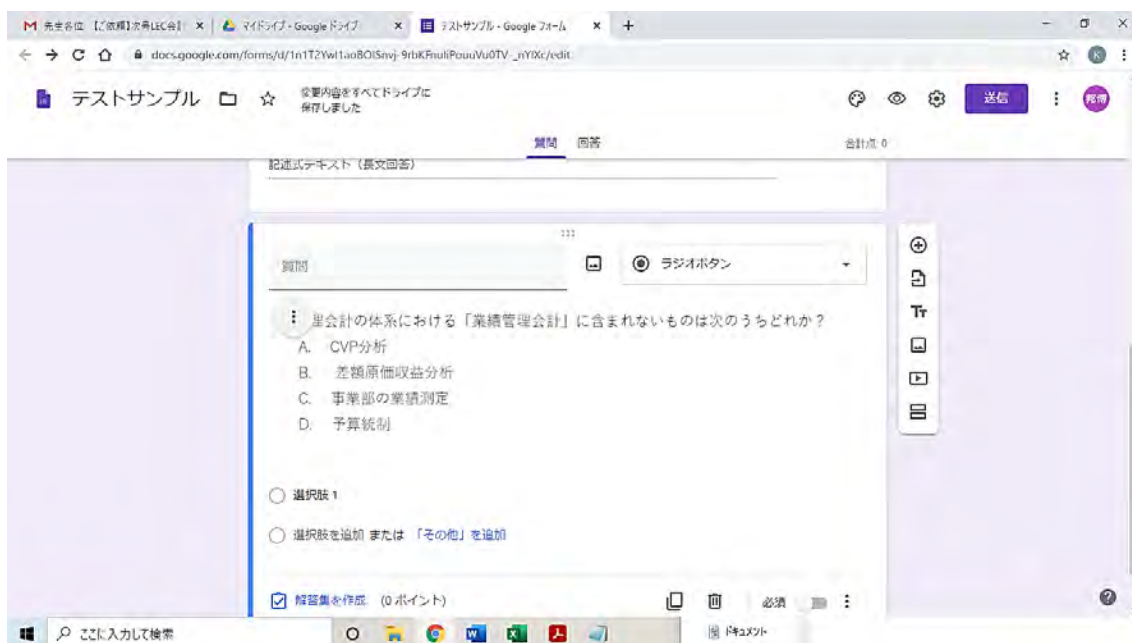 先生各位 【ご依頼】次号LEC会
マイドライブ - Google ドライブ
テストサンプル - Google フォーム
docs.google.com/forms/d/
テストサンプル
変更内容をすべてドライブに
保存しました
送信
邦博
質問 回答
合計点: 0
記述式テキスト（長文回答）
質問
ラジオボタン
理会計の体系における「業績管理会計」に含まれないものは次のうちどれか？
A. CVP分析
B. 差額原価収益分析
C. 事業部の業績測定
D. 予算統制
選択肢 1
選択肢を追加 または 「その他」を追加
解答集を作成 (0 ポイント)
必須
ここに入力して検索
ドキュメント